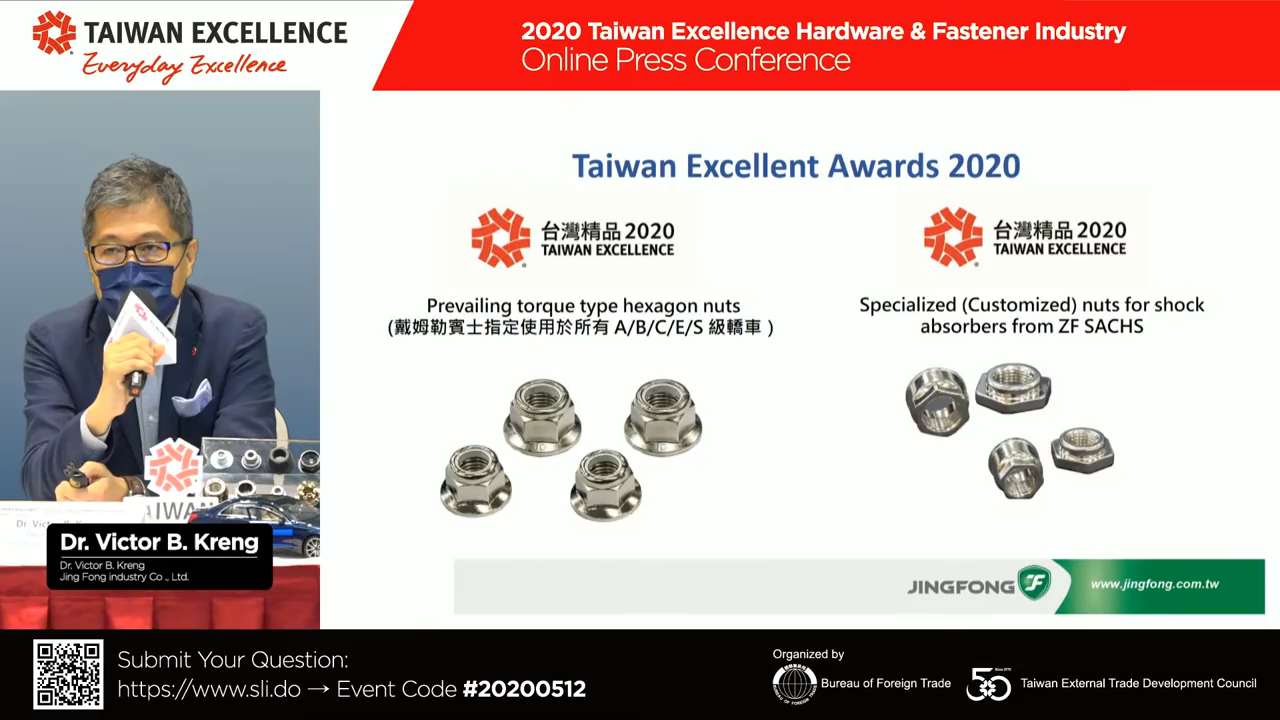 TAIWAN EXCELLENCE
Everyday Excellence
2020 Taiwan Excellence Hardware & Fastener Industry
Online Press Conference
Taiwan Excellent Awards 2020
台灣精品 2020
TAIWAN EXCELLENCE
台灣精品 2020
TAIWAN EXCELLENCE
Prevailing torque type hexagon nuts
(戴姆勒賓士指定使用於所有 A/B/C/E/S 級轎車 )
Specialized (Customized) nuts for shock
absorbers from ZF SACHS
TAIWAN
Dr. Victor B. Kreng
Dr. Victor B. Kreng
Jing Fong industry Co ., Ltd.
JINGFONG
www.jingfong.com.tw
Submit Your Question:
https://www.sli.do → Event Code #20200512
Organized by
Bureau of Foreign Trade
Since 1970
50
Taiwan External Trade Development Council